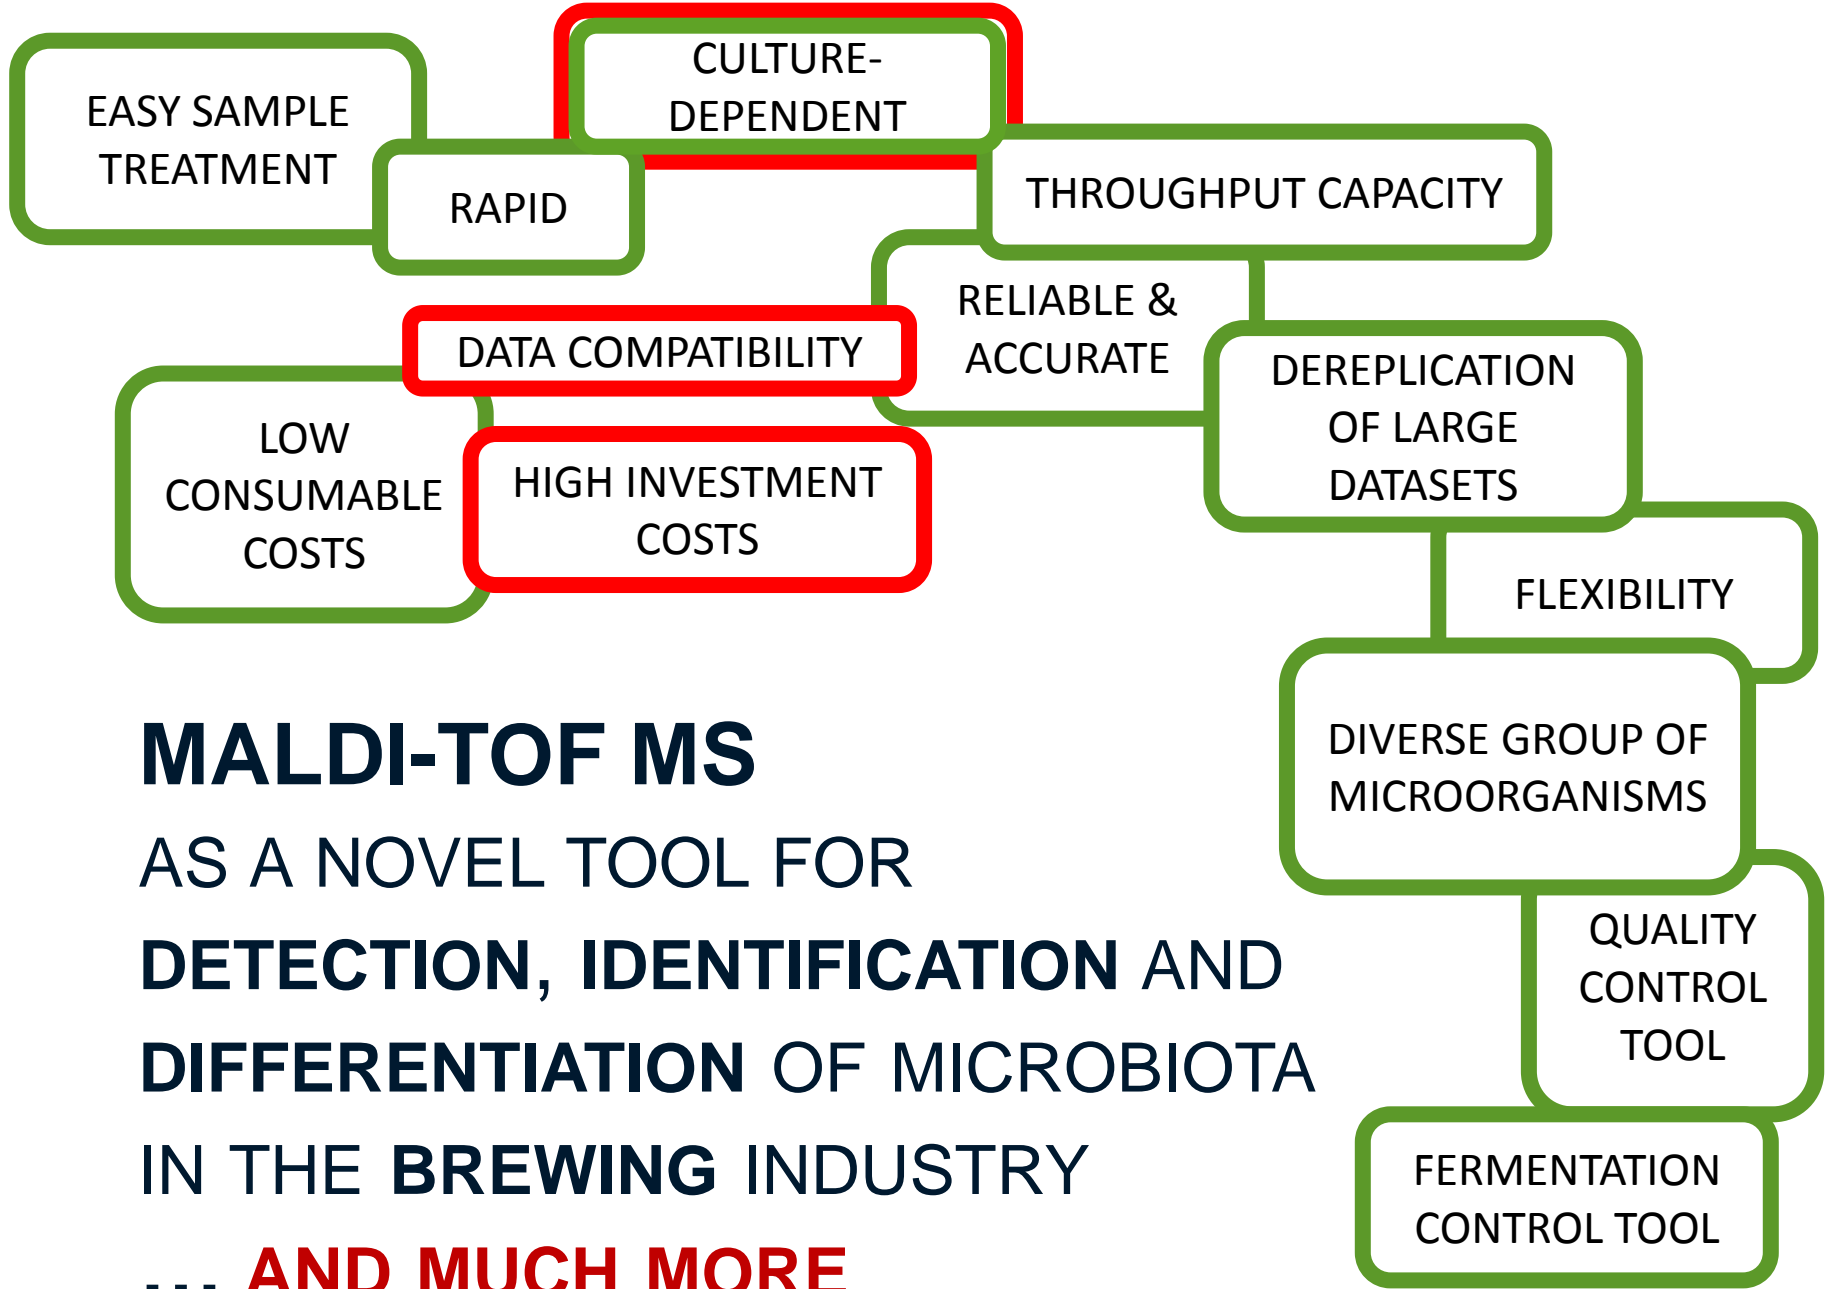 EASY SAMPLE
TREATMENT
RAPID
CULTURE-
DEPENDENT
THROUGHPUT CAPACITY
RELIABLE &
ACCURATE
DATA COMPATIBILITY
LOW
CONSUMABLE
COSTS
HIGH INVESTMENT
COSTS
DEREPLICATION
OF LARGE
DATASETS
FLEXIBILITY
DIVERSE GROUP OF
MICROORGANISMS
QUALITY
CONTROL
TOOL
FERMENTATION
CONTROL TOOL
MALDI-TOF MS
AS A NOVEL TOOL FOR
DETECTION, IDENTIFICATION AND
DIFFERENTIATION OF MICROBIOTA
IN THE BREWING INDUSTRY
... AND MUCH MORE